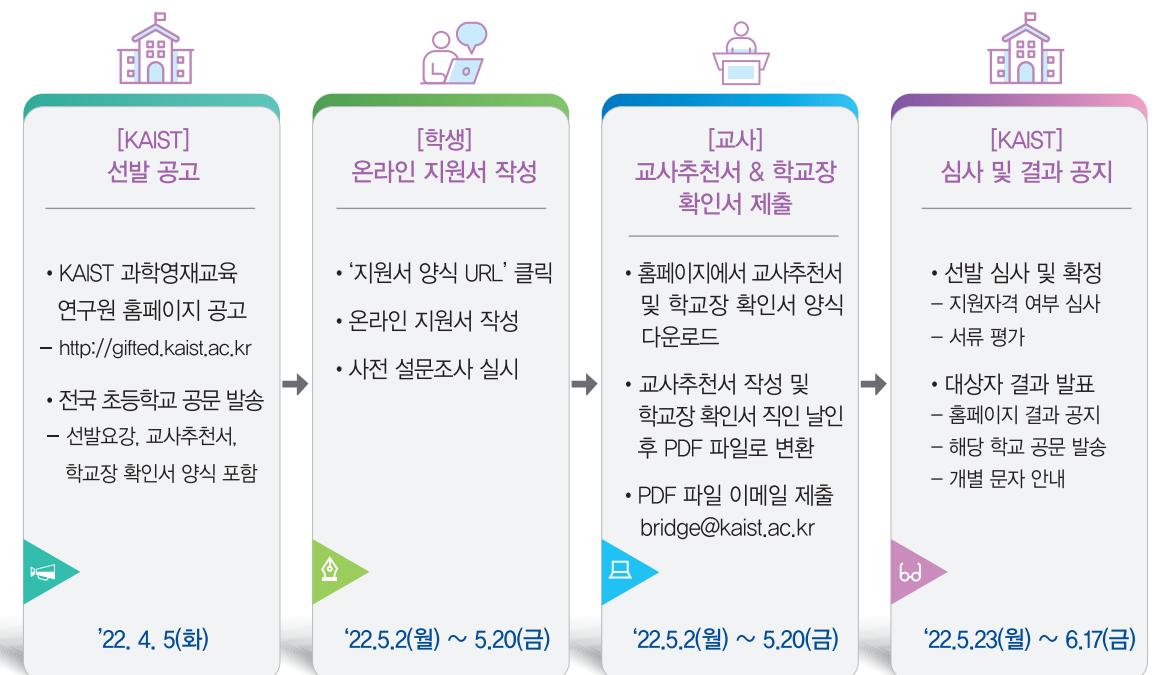 [KAIST]
선발 공고
• KAIST 과학영재교육
연구원 홈페이지 공고
– http://gifted.kaist.ac.kr
• 전국 초등학교 공문 발송
– 선발요강, 교사추천서,
학교장 확인서 양식 포함
’22. 4. 5(화)
[학생]
온라인 지원서 작성
• ‘지원서 양식 URL’ 클릭
• 온라인 지원서 작성
• 사전 설문조사 실시
‘22.5.2(월) ~ 5.20(금)
[교사]
교사추천서 & 학교장
확인서 제출
• 홈페이지에서 교사추천서
및 학교장 확인서 양식
다운로드
• 교사추천서 작성 및
학교장 확인서 직인 날인
후 PDF 파일로 변환
• PDF 파일 이메일 제출
bridge@kaist.ac.kr
‘22.5.2(월) ~ 5.20(금)
[KAIST]
심사 및 결과 공지
• 선발 심사 및 확정
– 지원자격 여부 심사
– 서류 평가
• 대상자 결과 발표
– 홈페이지 결과 공지
– 해당 학교 공문 발송
– 개별 문자 안내
‘22.5.23(월) ~ 6.17(금)